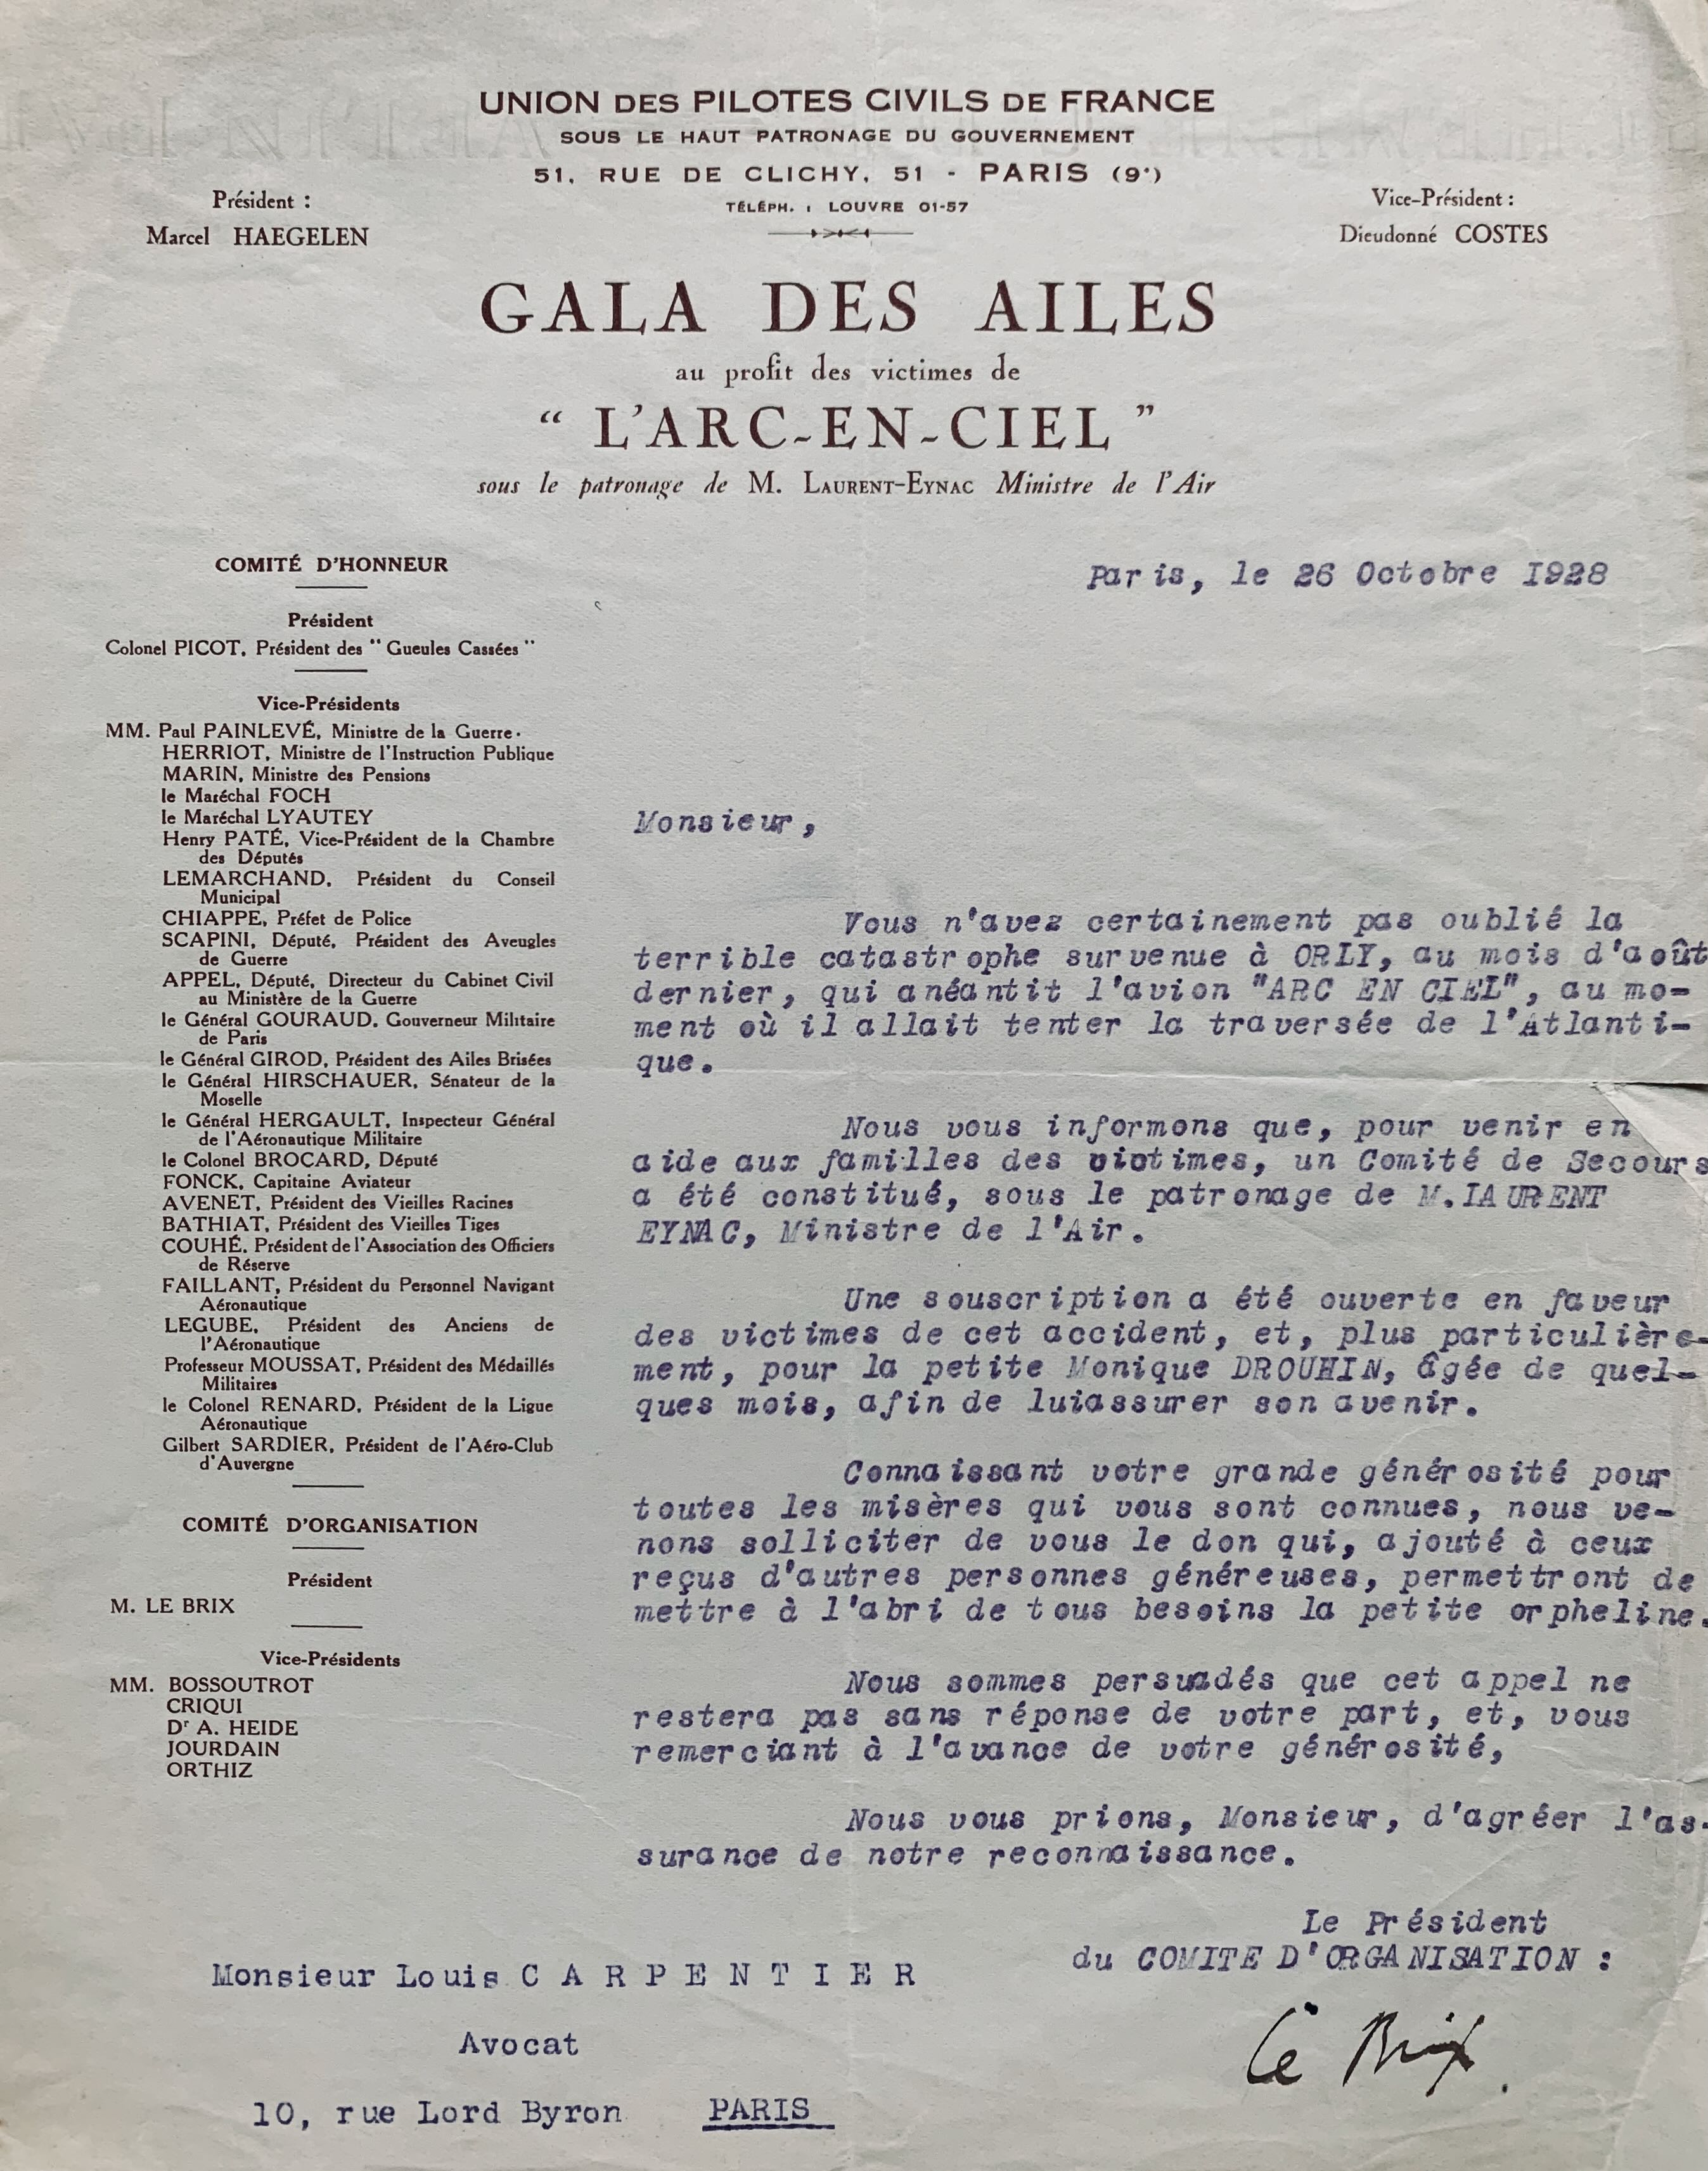 UNION DES PILOTES CIVILS DE FRANCE
SOUS LE HAUT PATRONAGE DU GOUVERNEMENT
51, RUE DE CLICHY, 51 - PARIS (9ᵉ)
TÉLÉPH. : LOUVRE 01-57
Président :
Marcel HAEGELEN
Vice-Président :
Dieudonné COSTES
GALA DES AILES
au profit des victimes de
“ L'ARC-EN-CIEL ”
sous le patronage de M. LAURENT-EYNAC Ministre de l'Air
COMITÉ D'HONNEUR
Président
Colonel PICOT, Président des “ Gueules Cassées ”
Vice-Présidents
MM. Paul PAINLEVÉ, Ministre de la Guerre.
HERRIOT, Ministre de l'Instruction Publique
MARIN, Ministre des Pensions
le Maréchal FOCH
le Maréchal LYAUTEY
Henry PATÉ, Vice-Président de la Chambre
des Députés
LEMARCHAND, Président du Conseil
Municipal
CHIAPPE, Préfet de Police
SCAPINI, Député, Président des Aveugles
de Guerre
APPEL, Député, Directeur du Cabinet Civil
au Ministère de la Guerre
le Général GOURAUD, Gouverneur Militaire
de Paris
le Général GIROD, Président des Ailes Brisées
le Général HIRSCHAUER, Sénateur de la
Moselle
le Général HERGAULT, Inspecteur Général
de l'Aéronautique Militaire
le Colonel BROCARD, Député
FONCK, Capitaine Aviateur
AVENET, Président des Vieilles Racines
BATHIAT, Président des Vieilles Tiges
COUHÉ, Président de l'Association des Officiers
de Réserve
FAILLANT, Président du Personnel Navigant
Aéronautique
LEGUBE, Président des Anciens de
l'Aéronautique
Professeur MOUSSAT, Président des Médaillés
Militaires
le Colonel RENARD, Président de la Ligue
Aéronautique
Gilbert SARDIER, Président de l'Aéro-Club
d'Auvergne
COMITÉ D'ORGANISATION
Président
M. LE BRIX
Vice-Présidents
MM. BOSSOUTROT
CRIQUI
Dr A. HEIDE
JOURDAIN
ORTHIZ
Paris, le 26 Octobre I928
Monsieur,
Vous n'avez certainement pas oublié la
terrible catastrophe survenue à ORLY, au mois d'août
dernier, qui anéantit l'avion "ARC EN CIEL", au mo-
ment où il allait tenter la traversée de l'Atlanti-
que.
Nous vous informons que, pour venir en
aide aux familles des victimes, un Comité de Secours
a été constitué, sous le patronage de M.LAURENT
EYNAC, Ministre de l'Air.
Une souscription a été ouverte en faveur
des victimes de cet accident, et, plus particulière-
ment, pour la petite Monique DROUHIN, âgée de quel-
ques mois, afin de luiassurer son avenir.
Connaissant votre grande générosité pour
toutes les misères qui vous sont connues, nous ve-
nons solliciter de vous le don qui, ajouté à ceux
reçus d'autres personnes généreuses, permettront de
mettre à l'abri de tous besoins la petite orpheline.
Nous sommes persuadés que cet appel ne
restera pas sans réponse de votre part, et, vous
remerciant à l'avance de votre générosité,
Nous vous prions, Monsieur, d'agréer l'as-
surance de notre reconnaissance.
Le Président
du COMITE D'ORGANISATION :
Le Brix.
Monsieur Louis C A R P E N T I E R
Avocat
10, rue Lord Byron PARIS